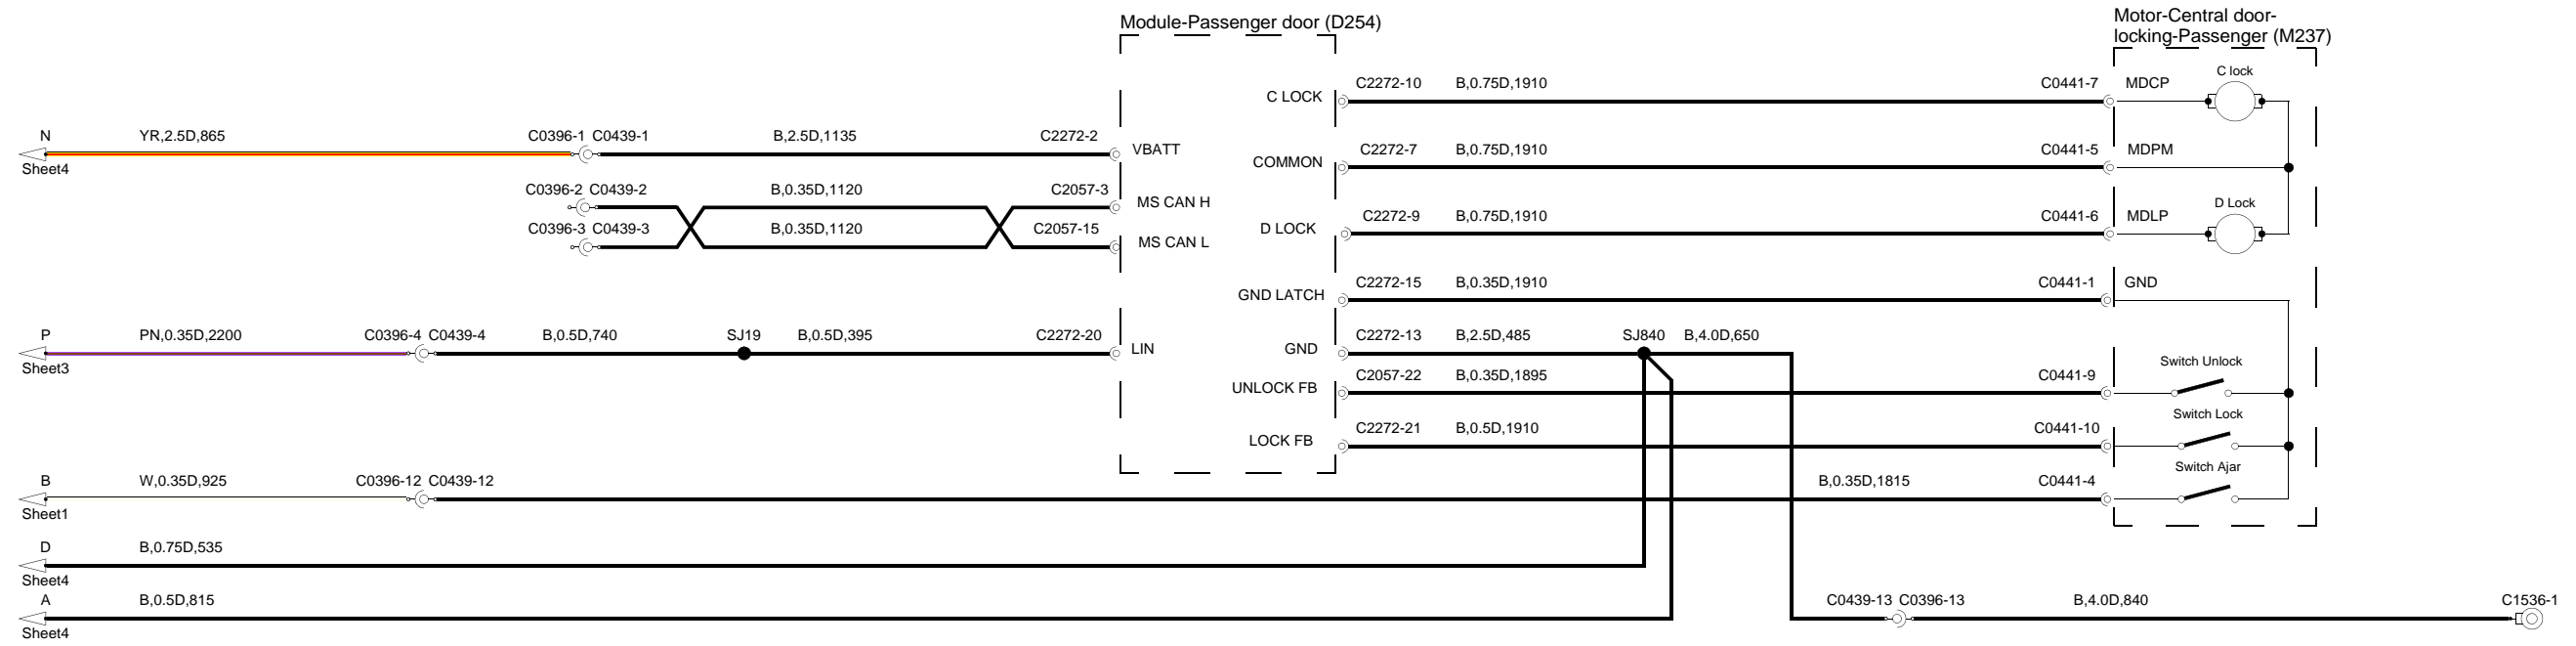 Module-Passenger door (D254)
Motor-Central door-
locking-Passenger (M237)
C LOCK
C2272-10
B,0.75D,1910
C0441-7
MDCP
C lock
N
YR,2.5D,865
C0396-1
C0439-1
B,2.5D,1135
C2272-2
VBATT
Sheet4
COMMON
C2272-7
B,0.75D,1910
C0441-5
MDPM
C0396-2
C0439-2
B,0.35D,1120
C2057-3
MS CAN H
C0396-3
C0439-3
B,0.35D,1120
C2057-15
MS CAN L
D LOCK
C2272-9
B,0.75D,1910
C0441-6
MDLP
D Lock
GND LATCH
C2272-15
B,0.35D,1910
C0441-1
GND
P
PN,0.35D,2200
C0396-4
C0439-4
B,0.5D,740
SJ19
B,0.5D,395
C2272-20
LIN
Sheet3
GND
C2272-13
B,2.5D,485
SJ840
B,4.0D,650
UNLOCK FB
C2057-22
B,0.35D,1895
C0441-9
Switch Unlock
LOCK FB
C2272-21
B,0.5D,1910
C0441-10
Switch Lock
B
W,0.35D,925
C0396-12
C0439-12
B,0.35D,1815
C0441-4
Switch Ajar
Sheet1
D
B,0.75D,535
Sheet4
A
B,0.5D,815
Sheet4
C0439-13
C0396-13
B,4.0D,840
C1536-1